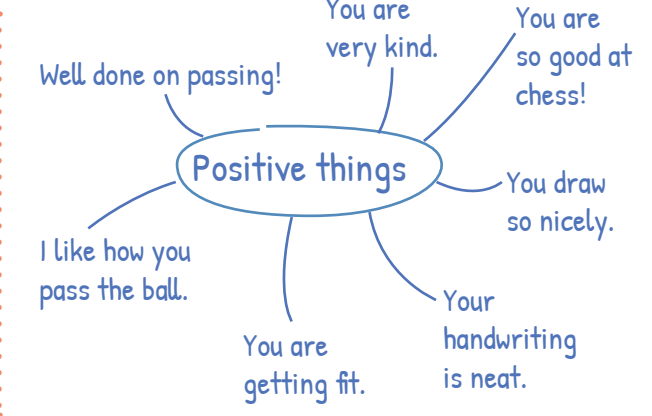 You are
very kind.
You are
so good at
chess!
Well done on passing!
Positive things
You draw
so nicely.
I like how you
pass the ball.
Your
handwriting
is neat.
You are
getting fit.